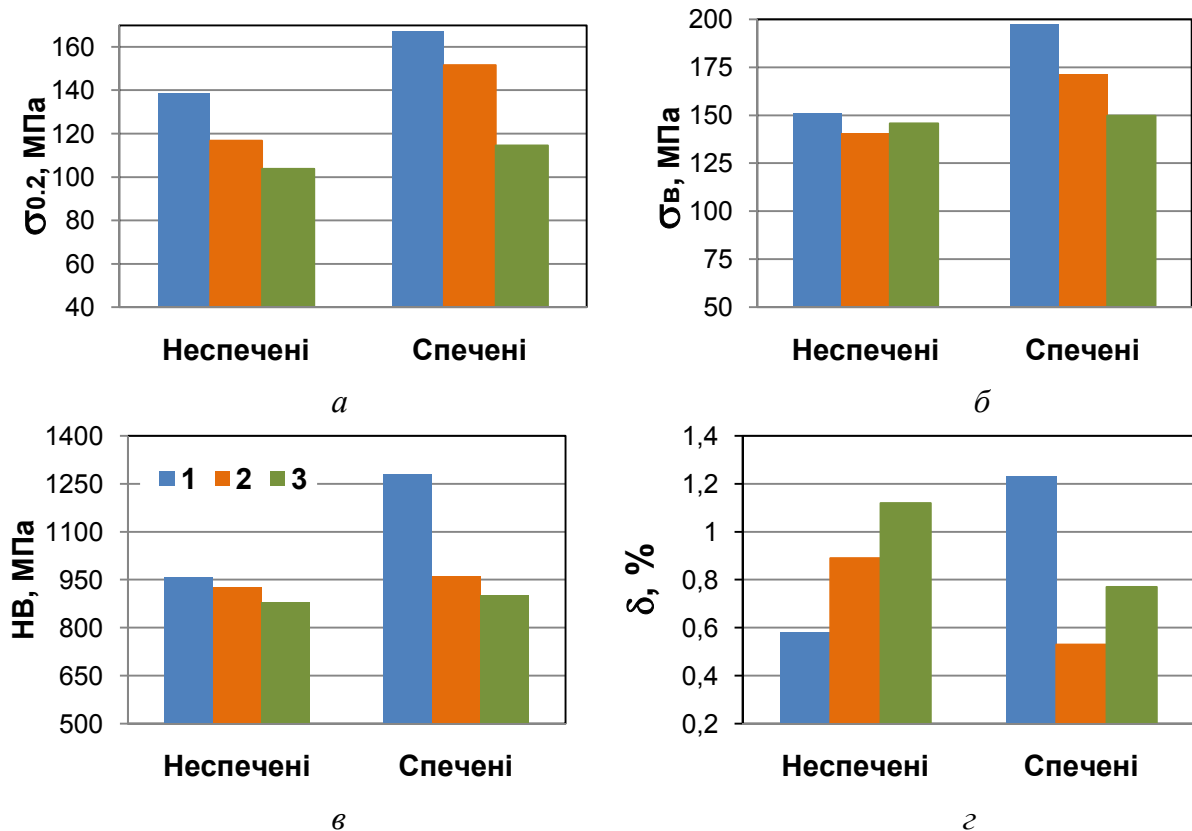 σ0.2, МПа
160
140
120
100
80
60
40
Неспечені Спечені
а
σв, МПа
200
175
150
125
100
75
50
Неспечені Спечені
б
НВ, МПа
1400
1250
1100
950
800
650
500
1 2 3
Неспечені Спечені
в
δ, %
1,4
1,2
1
0,8
0,6
0,4
0,2
Неспечені Спечені
г